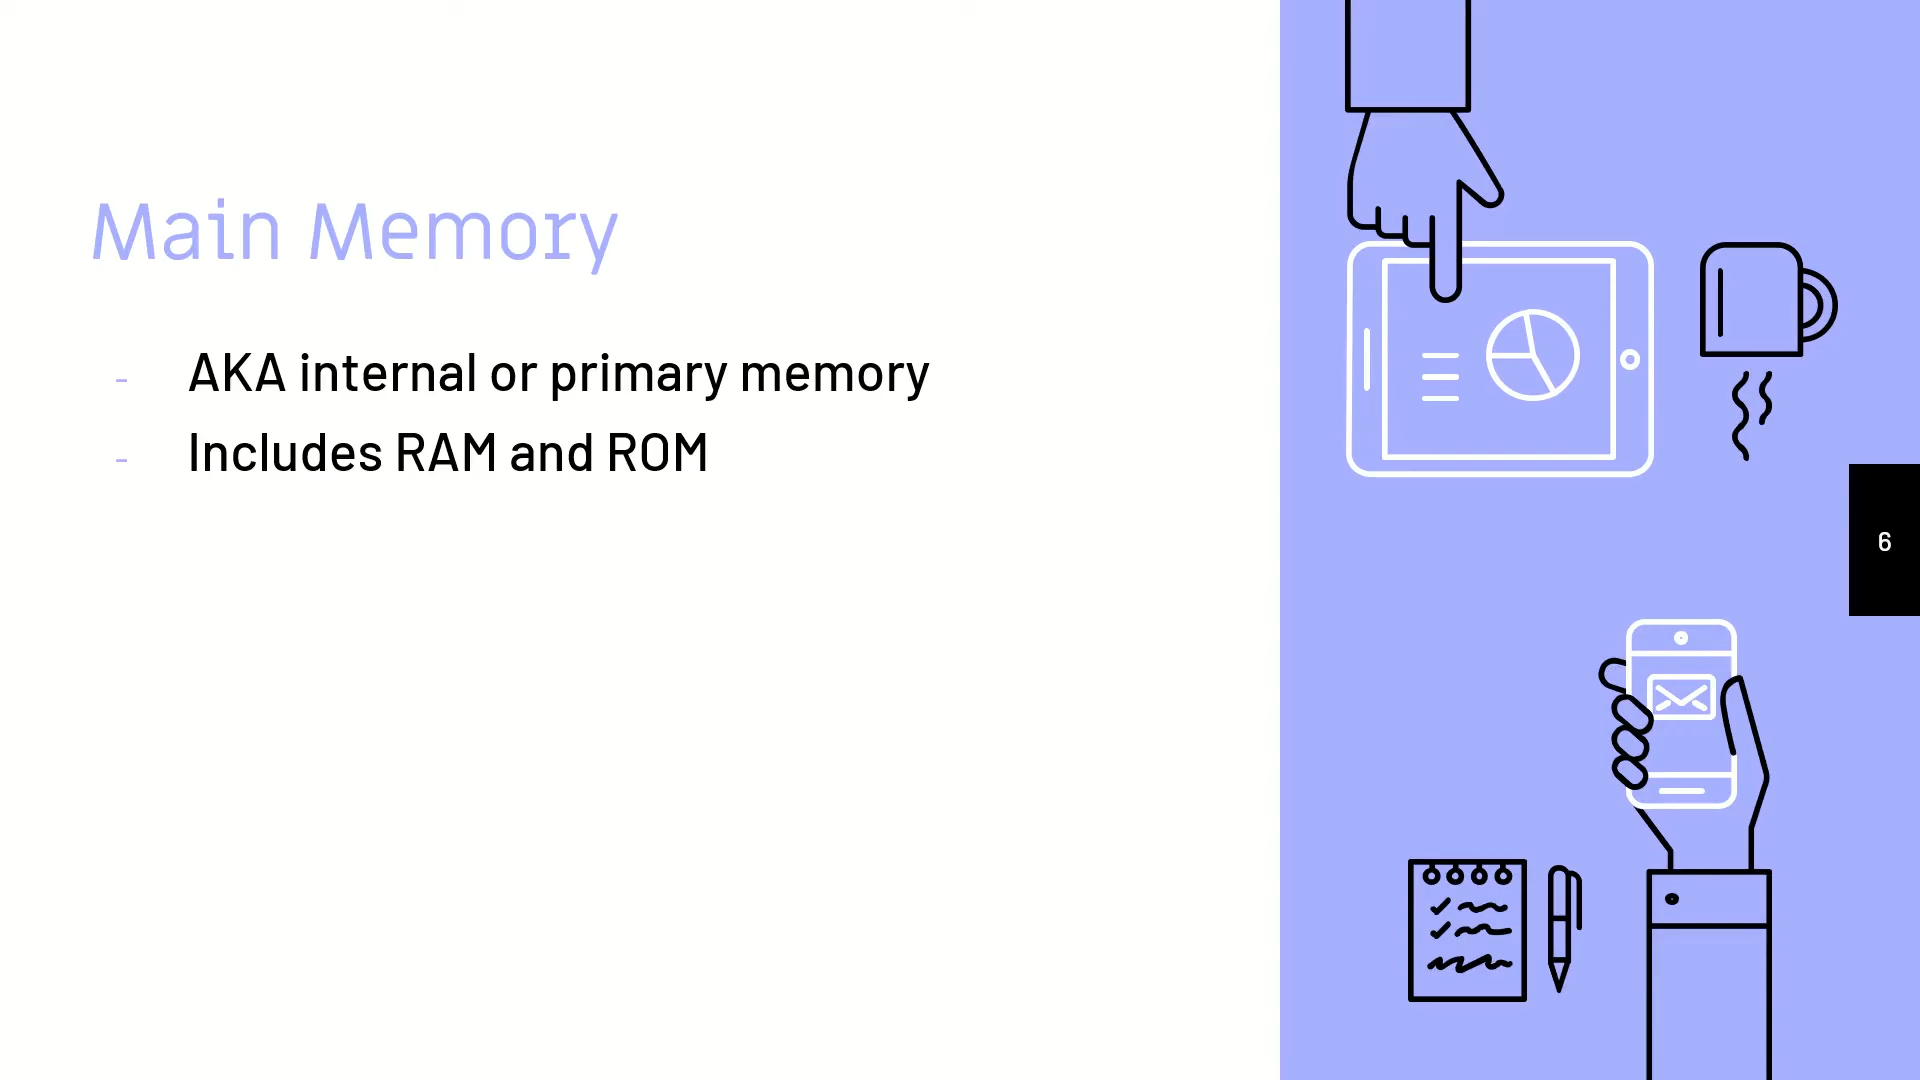 Main Memory
- AKA internal or primary memory
- Includes RAM and ROM
6